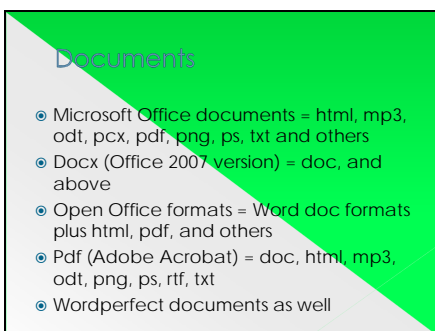 Documents
Microsoft Office documents = html, mp3,
odt, pcx, pdf, png, ps, txt and others
Docx (Office 2007 version) = doc, and
above
Open Office formats = Word doc formats
plus html, pdf, and others
Pdf (Adobe Acrobat) = doc, html, mp3,
odt, png, ps, rtf, txt
Wordperfect documents as well